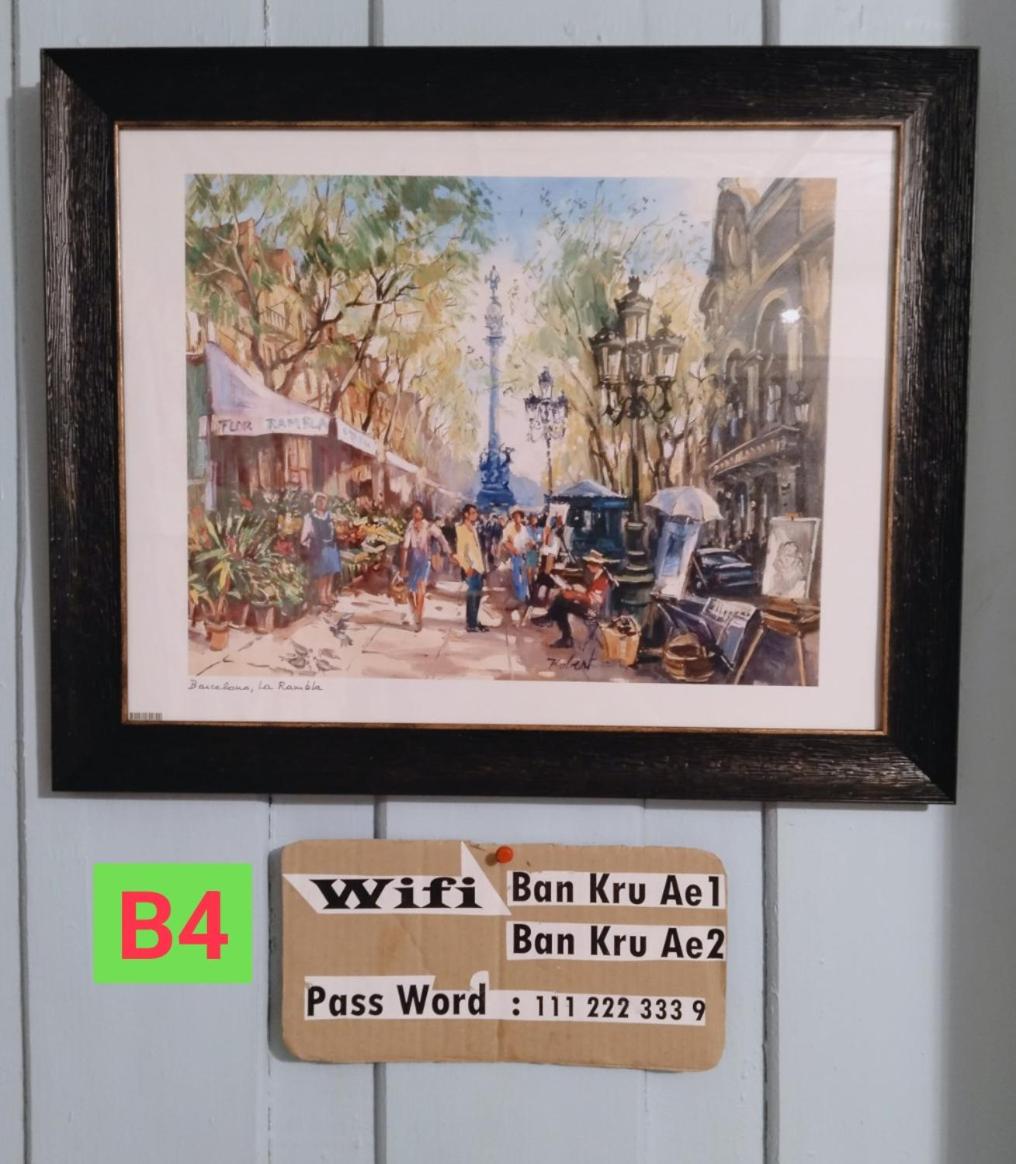 FLOR RAMBLA
Robert
Barcelona, La Rambla
B4
Wifi Ban Kru Ae1
Ban Kru Ae2
Pass Word : 111 222 333 9